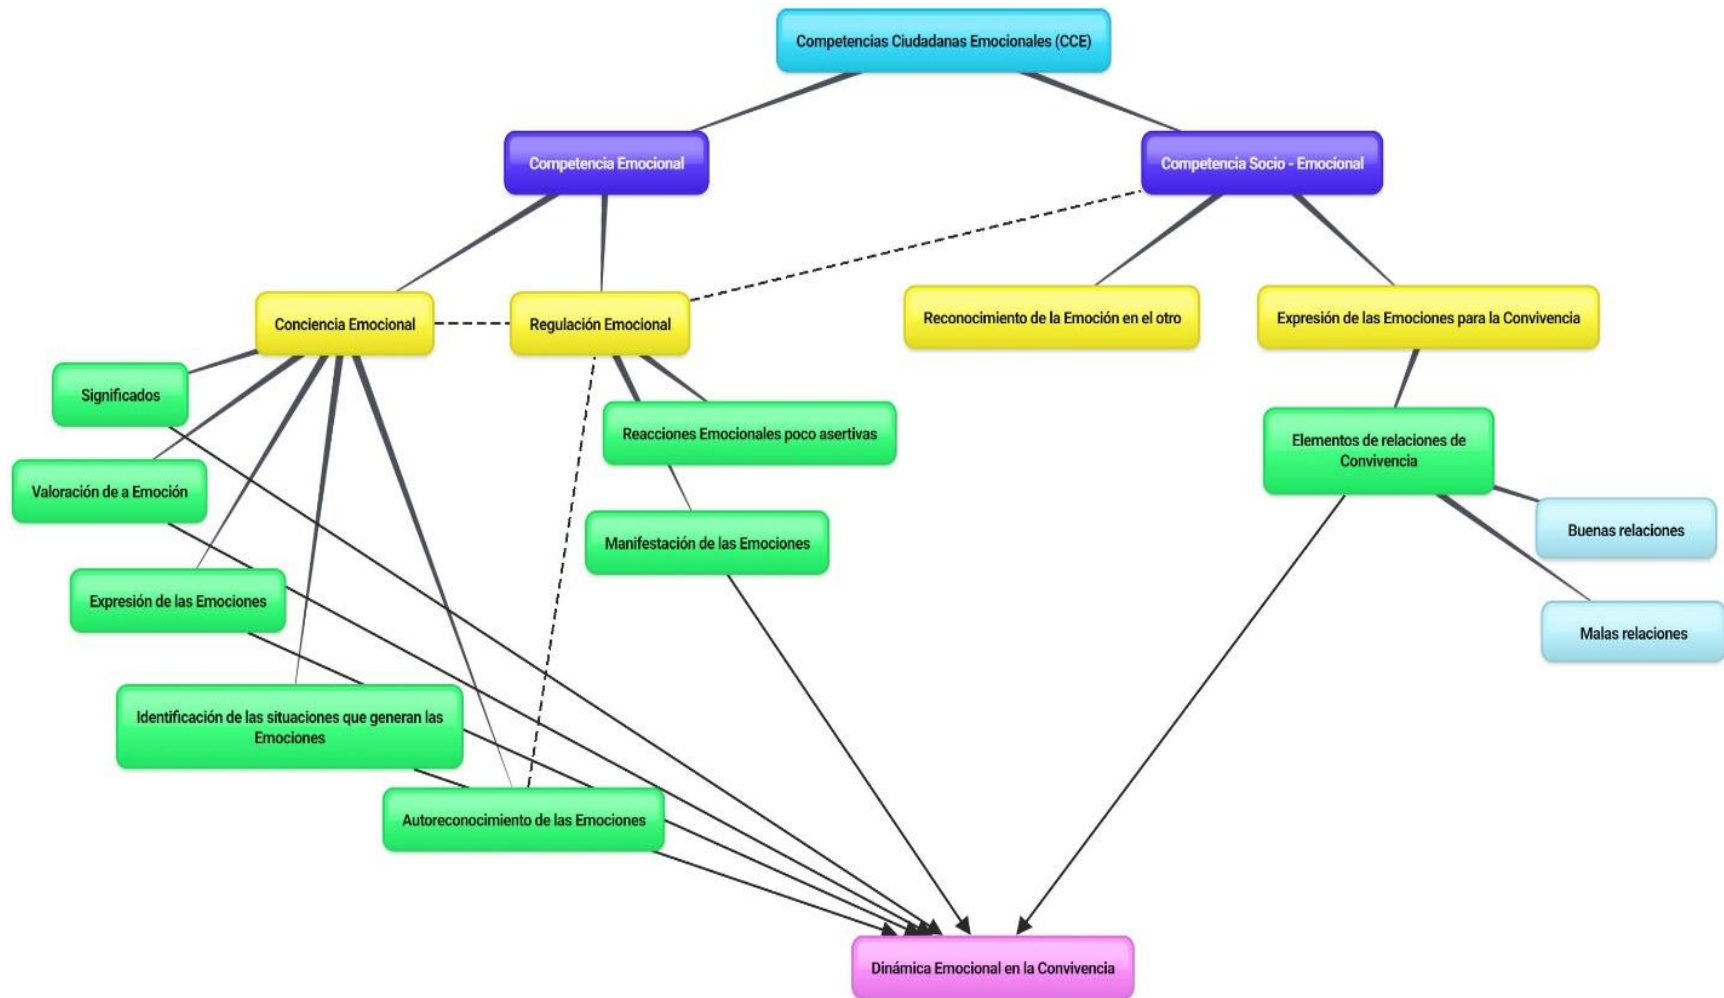 Competencias Ciudadanas Emocionales (CCE)
Competencia Emocional
Competencia Socio - Emocional
Conciencia Emocional
Regulación Emocional
Reconocimiento de la Emoción en el otro
Expresión de las Emociones para la Convivencia
Significados
Reacciones Emocionales poco asertivas
Elementos de relaciones de
Convivencia
Valoración de a Emoción
Manifestación de las Emociones
Buenas relaciones
Expresión de las Emociones
Malas relaciones
Identificación de las situaciones que generan las
Emociones
Autoreconocimiento de las Emociones
Dinámica Emocional en la Convivencia